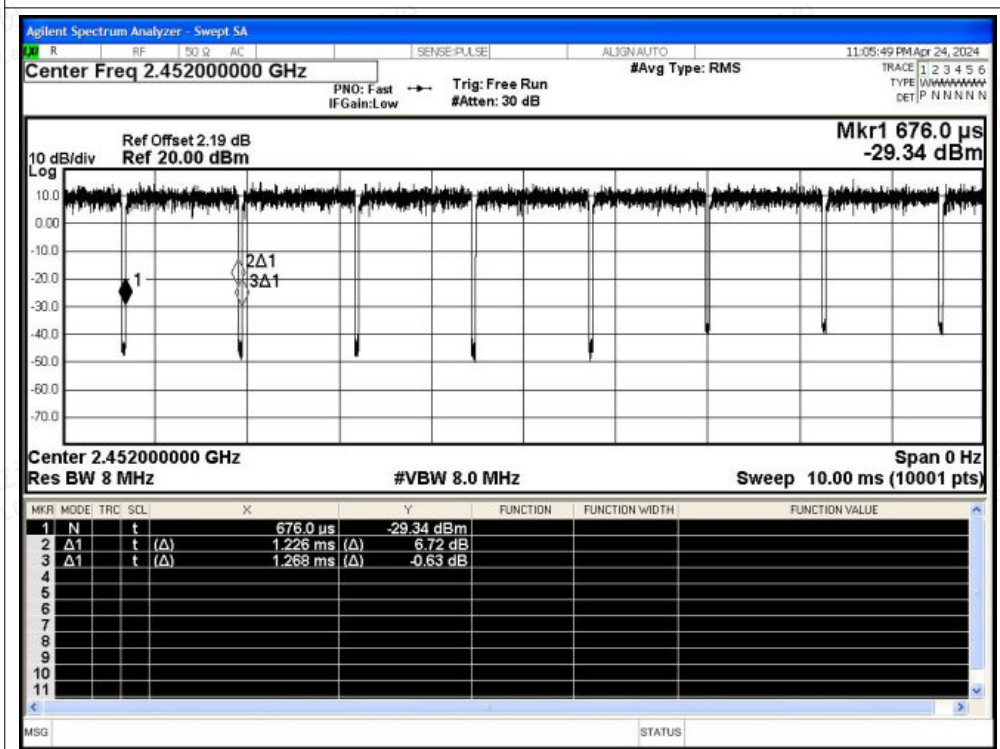 Agilent Spectrum Analyzer - Swept SA
R RF 50 Ω AC SENSE:PULSE ALIGN AUTO 11:05:49 PM Apr 24, 2024
Center Freq 2.452000000 GHz
PNO: Fast
IFGain:Low
Trig: Free Run
#Atten: 30 dB
#Avg Type: RMS
TRACE 1 2 3 4 5 6
TYPE
DET P N N N N N
Mkr1 676.0 µs
-29.34 dBm
Ref Offset 2.19 dB
10 dB/div Ref 20.00 dBm
Log
10.0
0.00
-10.0
-20.0
-30.0
-40.0
-50.0
-60.0
-70.0
1
2Δ1
3Δ1
Center 2.452000000 GHz Span 0 Hz
Res BW 8 MHz #VBW 8.0 MHz Sweep 10.00 ms (10001 pts)
MKR MODE TRC SCL X Y FUNCTION FUNCTION WIDTH FUNCTION VALUE
1 N t 676.0 µs -29.34 dBm
2 Δ1 t (Δ) 1.226 ms (Δ) 6.72 dB
3 Δ1 t (Δ) 1.268 ms (Δ) -0.63 dB
4
5
6
7
8
9
10
11
MSG STATUS